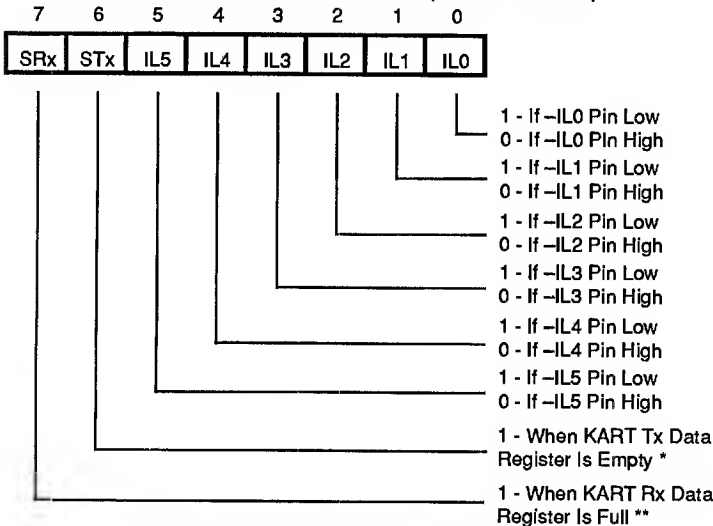 7 6 5 4 3 2 1 0
SRx STx IL5 IL4 IL3 IL2 IL1 IL0
1 - If –IL0 Pin Low
0 - If –IL0 Pin High
1 - If –IL1 Pin Low
0 - If –IL1 Pin High
1 - If –IL2 Pin Low
0 - If –IL2 Pin High
1 - If –IL3 Pin Low
0 - If –IL3 Pin High
1 - If –IL4 Pin Low
0 - If –IL4 Pin High
1 - If –IL5 Pin Low
0 - If –IL5 Pin High
1 - When KART Tx Data
Register Is Empty *
1 - When KART Rx Data
Register Is Full **